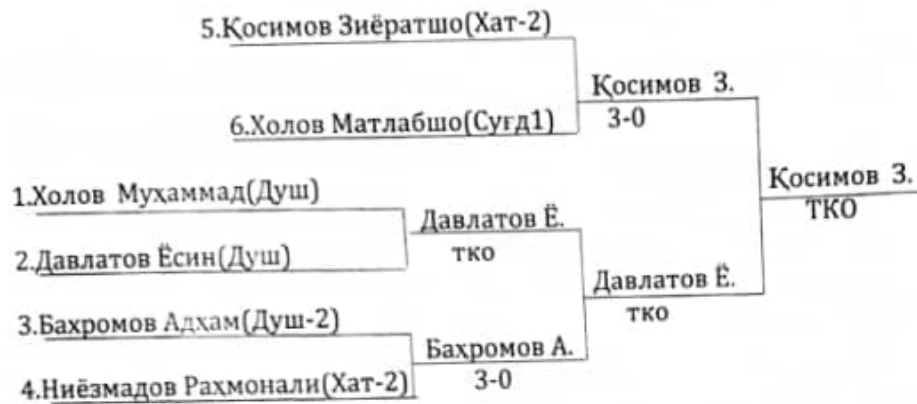 5.Қосимов Зиёратшо(Хат-2)
Қосимов З.
3-0
6.Холов Матлабшо(Суғд1)
Қосимов З.
ТКО
1.Холов Муҳаммад(Душ)
Давлатов Ё.
тко
2.Давлатов Ёсин(Душ)
Давлатов Ё.
тко
3.Бахромов Адҳам(Душ-2)
Баҳромов А.
3-0
4.Ниёзмадов Раҳмонали(Хат-2)